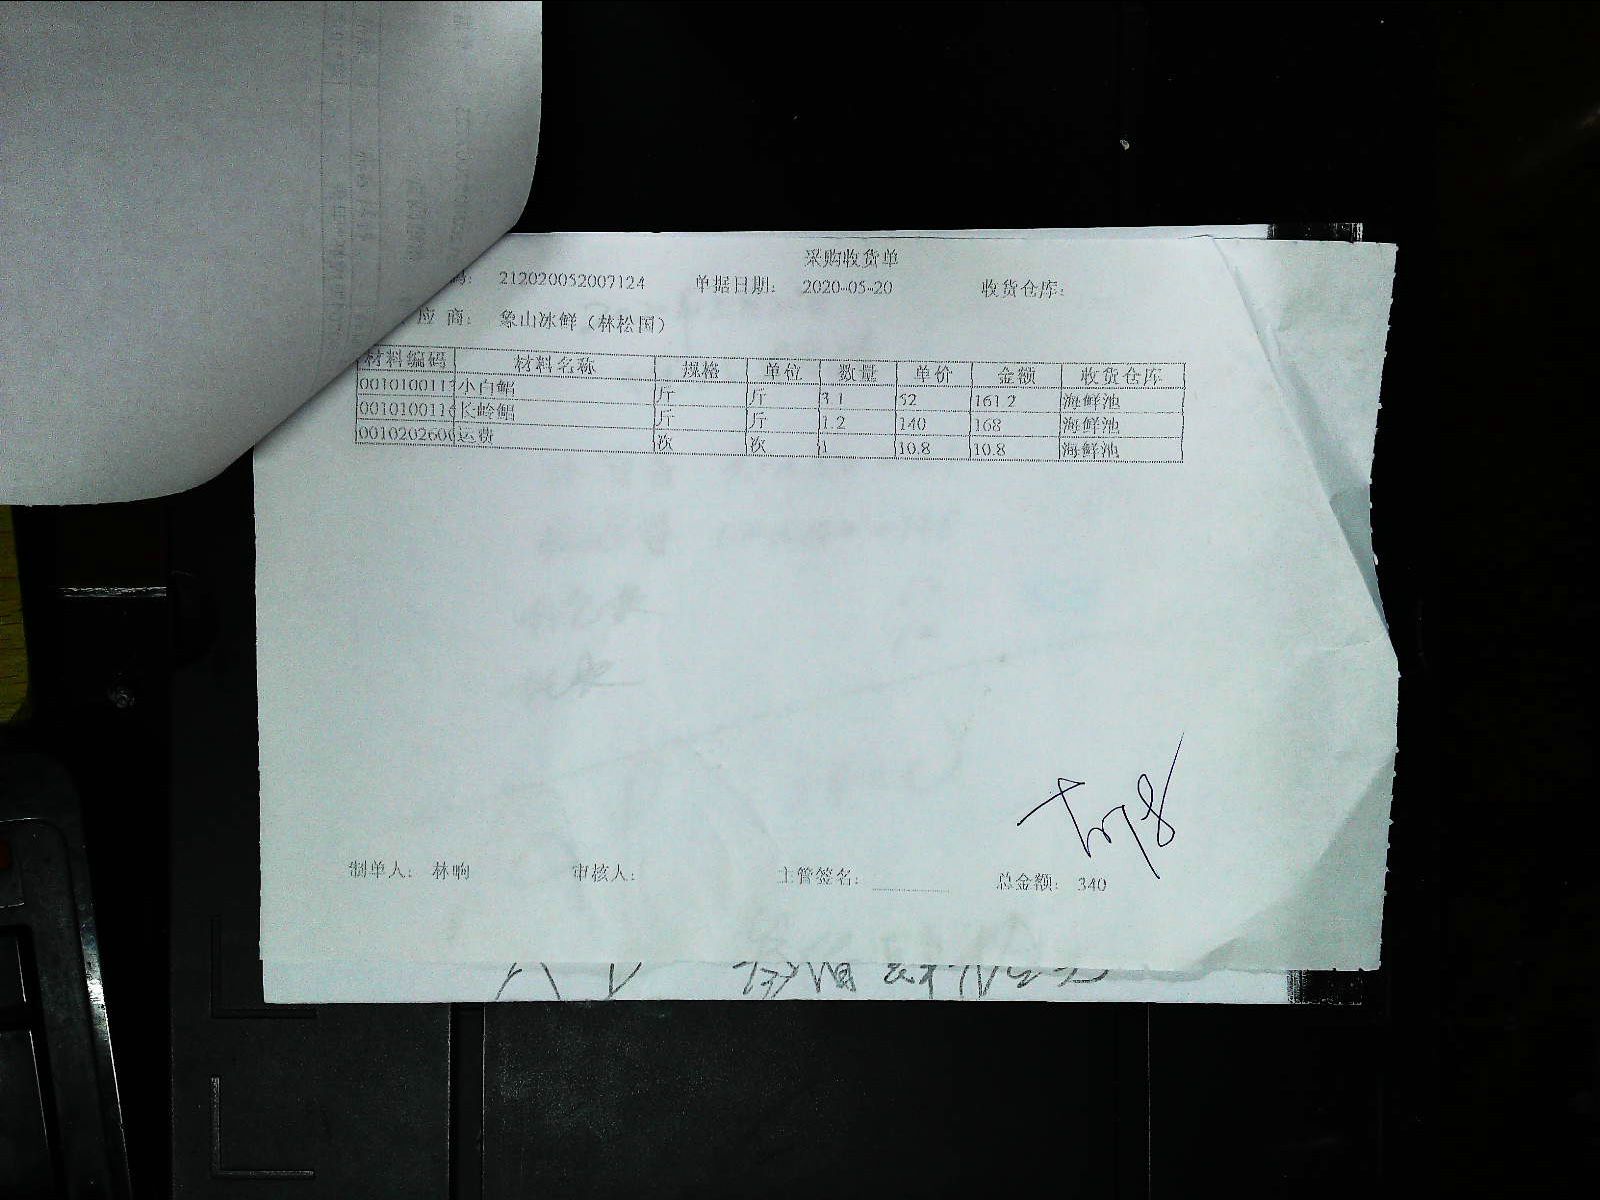 采购收货单
码: 212020052007124 单据日期: 2020-05-20 收货仓库:
应 商: 象山冰鲜（林松国）
材料编码 材料名称 规格 单位 数量 单价 金额 收货仓库
001010011 小白鲳 斤 斤 3.1 52 161.2 海鲜池
001010011 长岭鲳 斤 斤 1.2 140 168 海鲜池
001020260 运费 次 次 1 10.8 10.8 海鲜池
制单人: 林响 审核人: 主管签名: 总金额: 340